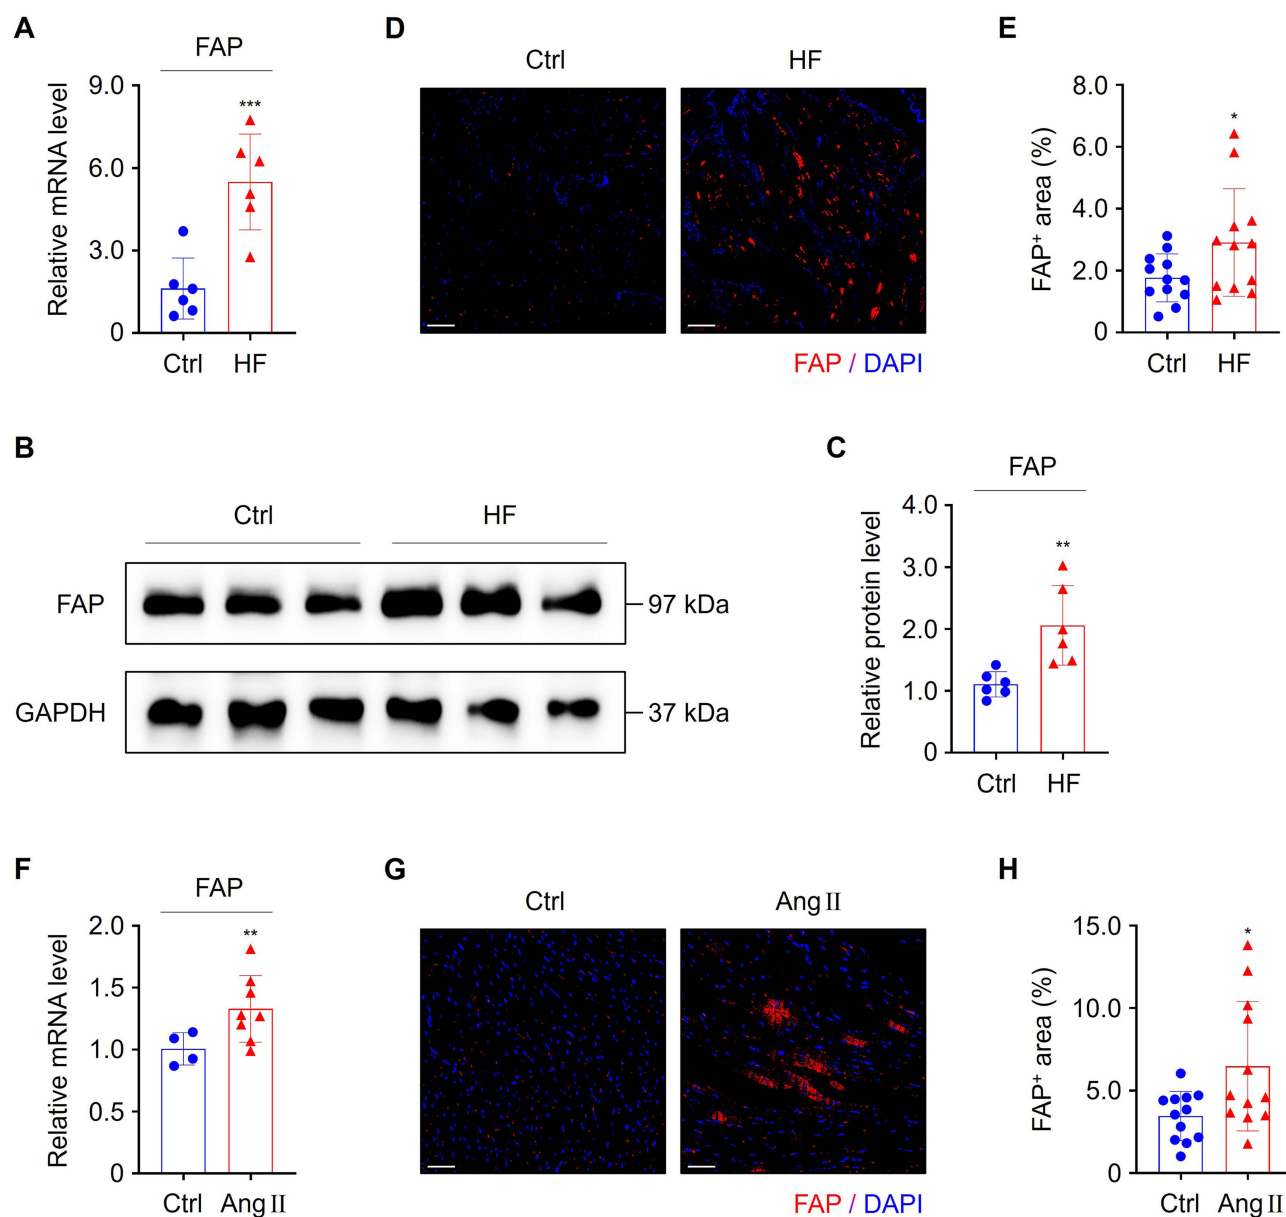 A
FAP
Relative mRNA level
9.0
6.0
3.0
0
***
Ctrl HF
D
Ctrl HF
FAP / DAPI
E
FAP+ area (%)
8.0
6.0
4.0
2.0
0
*
Ctrl HF
B
Ctrl HF
FAP
97 kDa
GAPDH
37 kDa
C
FAP
Relative protein level
4.0
3.0
2.0
1.0
0
**
Ctrl HF
F
FAP
Relative mRNA level
2.0
1.5
1.0
0.5
0
**
Ctrl Ang II
G
Ctrl Ang II
FAP / DAPI
H
FAP+ area (%)
15.0
10.0
5.0
0
*
Ctrl Ang II